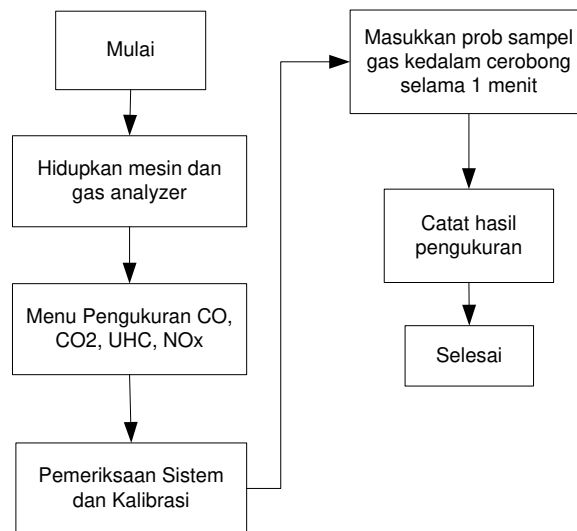 Mulai
Hidupkan mesin dan
gas analyzer
Menu Pengukuran CO,
CO2, UHC, NOx
Pemeriksaan Sistem
dan Kalibrasi
Masukkan prob sampel
gas kedalam cerobong
selama 1 menit
Catat hasil
pengukuran
Selesai